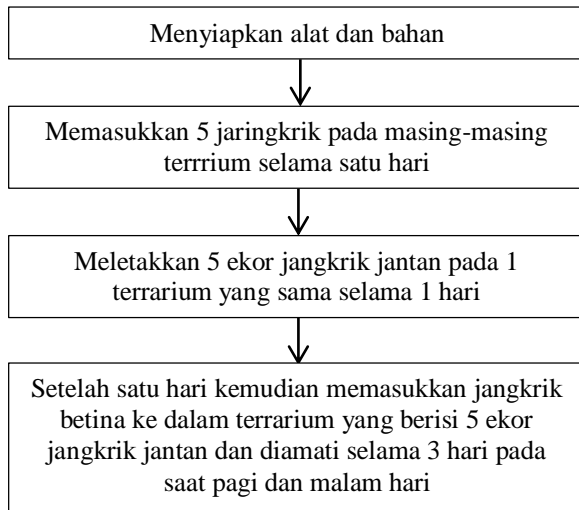 Menyiapkan alat dan bahan
Memasukkan 5 jaringkrik pada masing-masing
terrrium selama satu hari
Meletakkan 5 ekor jangkrik jantan pada 1
terrarium yang sama selama 1 hari
Setelah satu hari kemudian memasukkan jangkrik
betina ke dalam terrarium yang berisi 5 ekor
jangkrik jantan dan diamati selama 3 hari pada
saat pagi dan malam hari